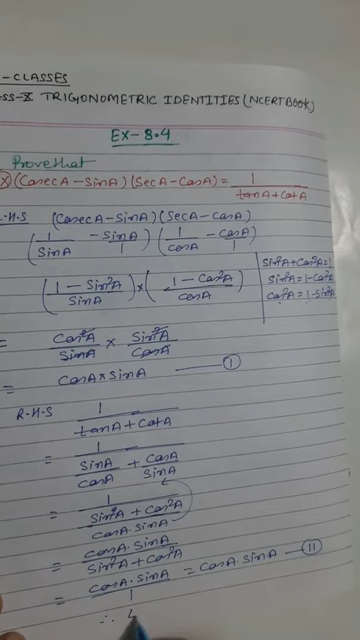 -CLASSES
SS-X TRIGONOMETRIC IDENTITIES (NCERT BOOK)
EX-8.4
Prove that
(CosecA-SinA)(SecA-CosA) = 1/(tanA+CotA)
L-H-S (CosecA-SinA)(SecA-CosA)
(1/SinA - SinA/1)(1/CosA - CosA/1)
((1-Sin²A)/SinA) × ((1-Cos²A)/CosA)
Sin²A+Cos²A=1
Sin²A=1-Cos²A
Cos²A=1-Sin²A
= Cos²A/SinA × Sin²A/CosA
= CosA×SinA —— I
R-H-S 1/(tanA+CotA)
= 1/(SinA/CosA + CosA/SinA)
= 1/((Sin²A+Cos²A)/(CosA.SinA))
= CosA.SinA/(Sin²A+Cos²A)
= CosA.SinA/1 = CosA.SinA — II
∴ L